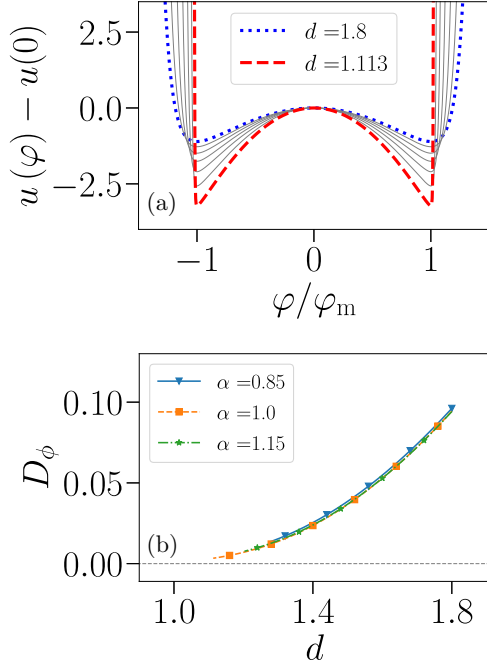 2.5
0.0
−2.5
u(φ) − u(0)
d =1.8
d =1.113
(a)
−1
0
1
φ/φm
0.10
0.05
0.00
Dϕ
α =0.85
α =1.0
α =1.15
(b)
1.0
1.4
1.8
d